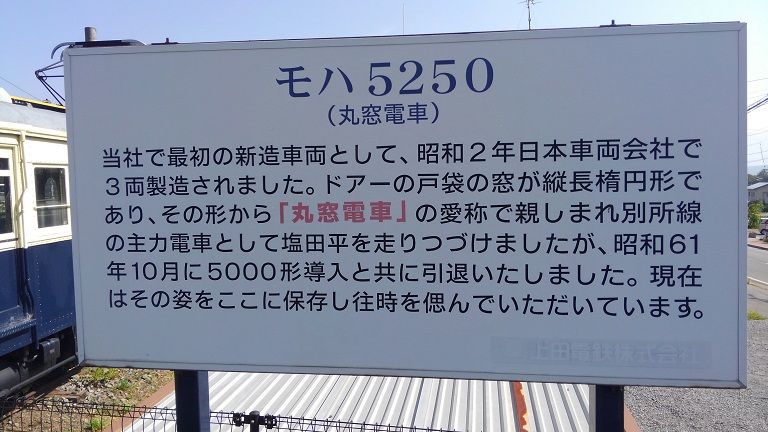 モハ5250
(丸窓電車)
当社で最初の新造車両として、昭和2年日本車両会社で
3両製造されました。ドアーの戸袋の窓が縦長楕円形で
あり、その形から「丸窓電車」の愛称で親しまれ別所線
の主力電車として塩田平を走りつづけましたが、昭和61
年10月に5000形導入と共に引退いたしました。現在
はその姿をここに保存し往時を偲んでいただいています。
上田電鉄株式会社